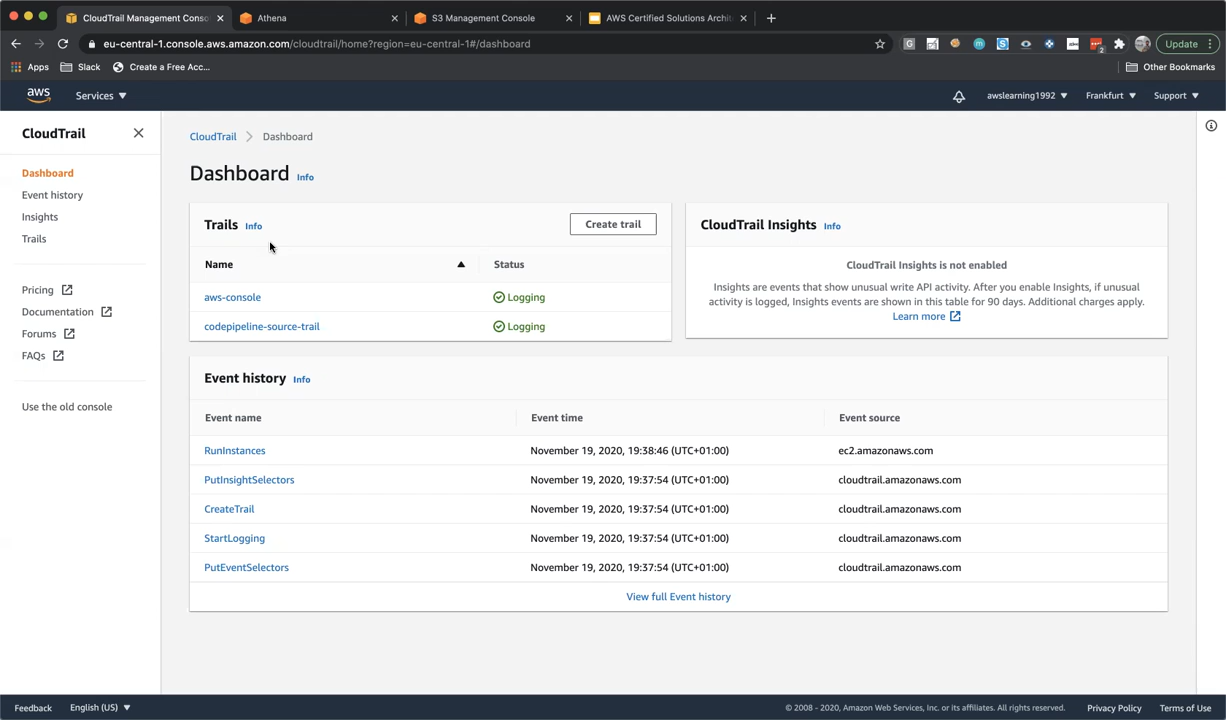 CloudTrail Management Conso
Athena
S3 Management Console
AWS Certified Solutions Archit
eu-central-1.console.aws.amazon.com/cloudtrail/home?region=eu-central-1#/dashboard
Update
Apps
Slack
Create a Free Acc...
Other Bookmarks
aws
Services
awslearning1992
Frankfurt
Support
CloudTrail
Dashboard
Event history
Insights
Trails
Pricing
Documentation
Forums
FAQs
Use the old console
CloudTrail
Dashboard
Dashboard Info
Trails Info
Create trail
Name
Status
aws-console
Logging
codepipeline-source-trail
Logging
CloudTrail Insights Info
CloudTrail Insights is not enabled
Insights are events that show unusual write API activity. After you enable Insights, if unusual
activity is logged, Insights events are shown in this table for 90 days. Additional charges apply.
Learn more
Event history Info
Event name Event time Event source
RunInstances November 19, 2020, 19:38:46 (UTC+01:00) ec2.amazonaws.com
PutInsightSelectors November 19, 2020, 19:37:54 (UTC+01:00) cloudtrail.amazonaws.com
CreateTrail November 19, 2020, 19:37:54 (UTC+01:00) cloudtrail.amazonaws.com
StartLogging November 19, 2020, 19:37:54 (UTC+01:00) cloudtrail.amazonaws.com
PutEventSelectors November 19, 2020, 19:37:54 (UTC+01:00) cloudtrail.amazonaws.com
View full Event history
Feedback
English (US)
© 2008 - 2020, Amazon Web Services, Inc. or its affiliates. All rights reserved.
Privacy Policy
Terms of Use